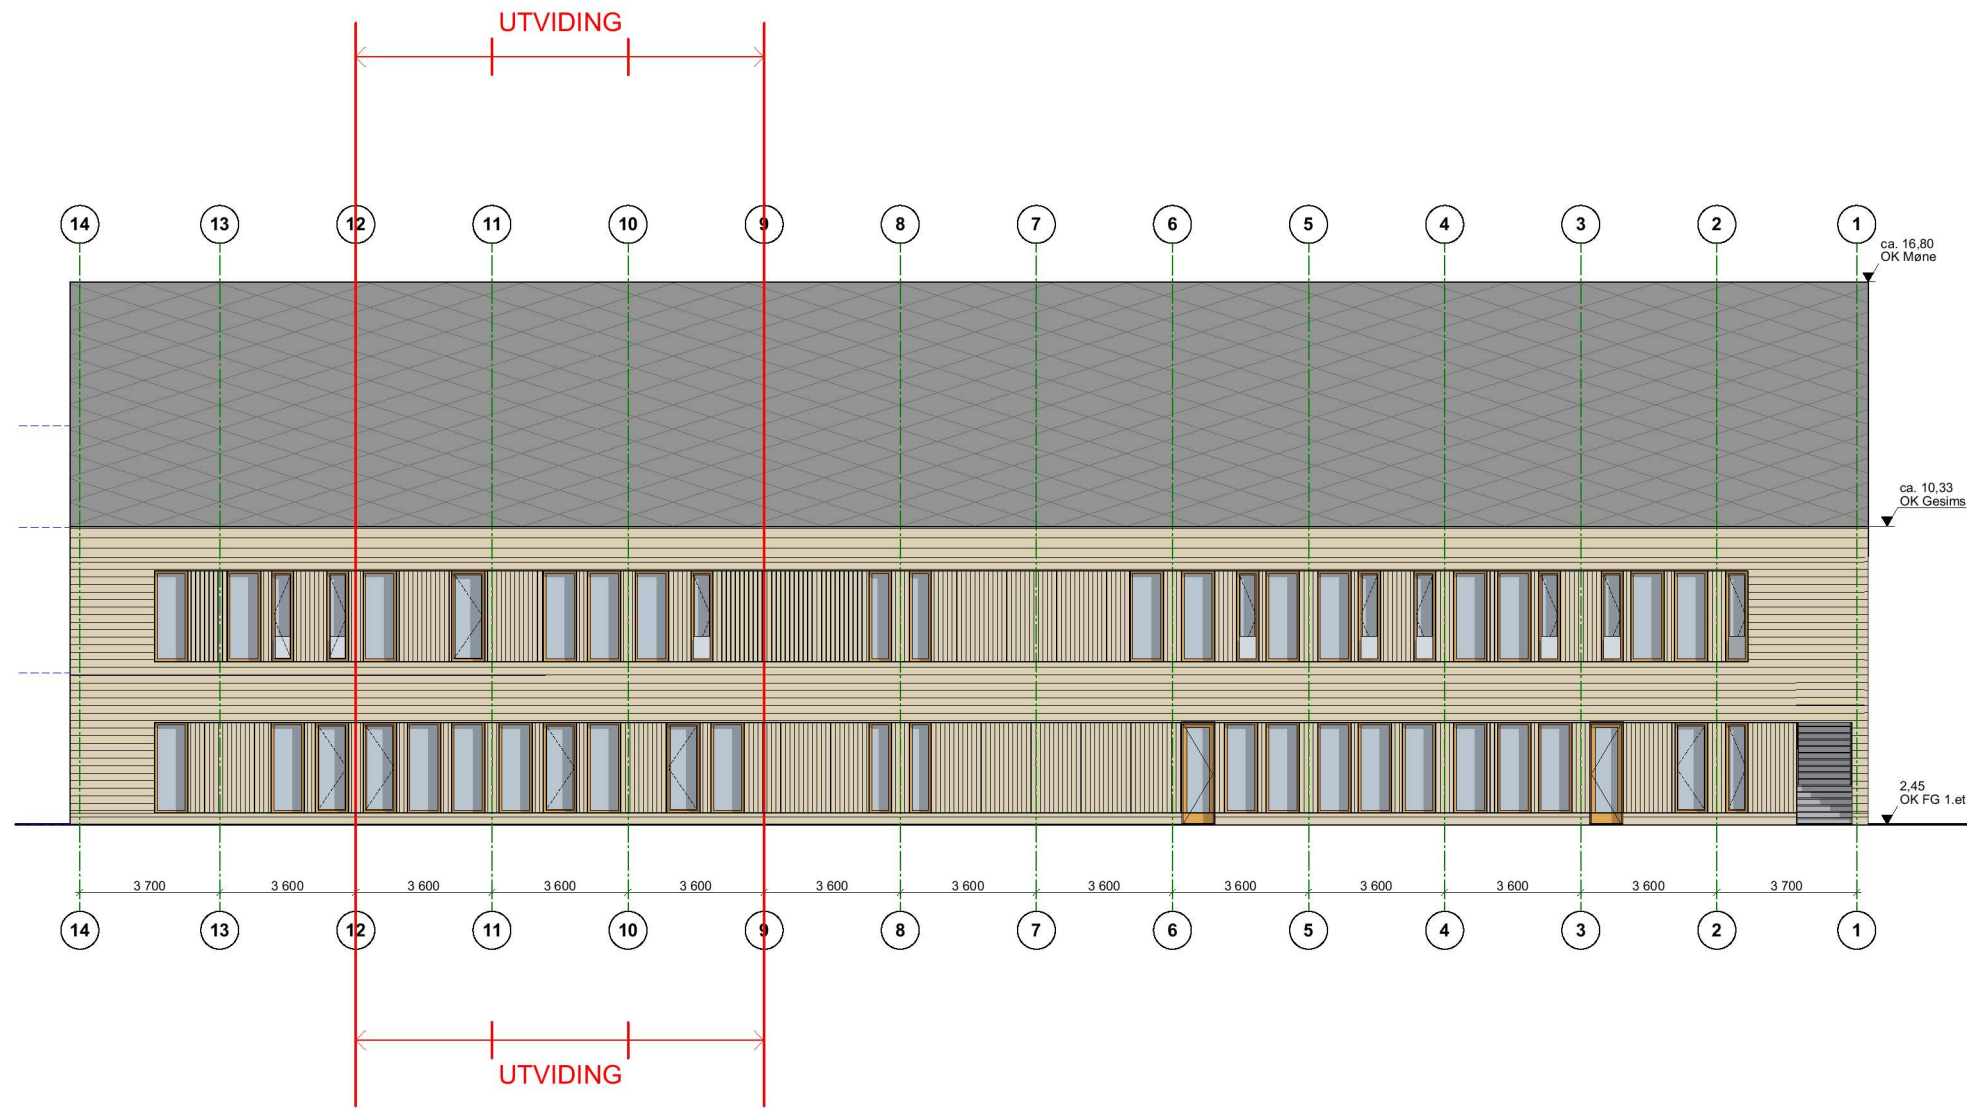 UTVIDING
14 13 12 11 10 9 8 7 6 5 4 3 2 1
ca. 16,80
OK Møne
ca. 10,33
OK Gesims
2,45
OK FG 1.et
3 700 3 600 3 600 3 600 3 600 3 600 3 600 3 600 3 600 3 600 3 600 3 600 3 700
14 13 12 11 10 9 8 7 6 5 4 3 2 1
UTVIDING